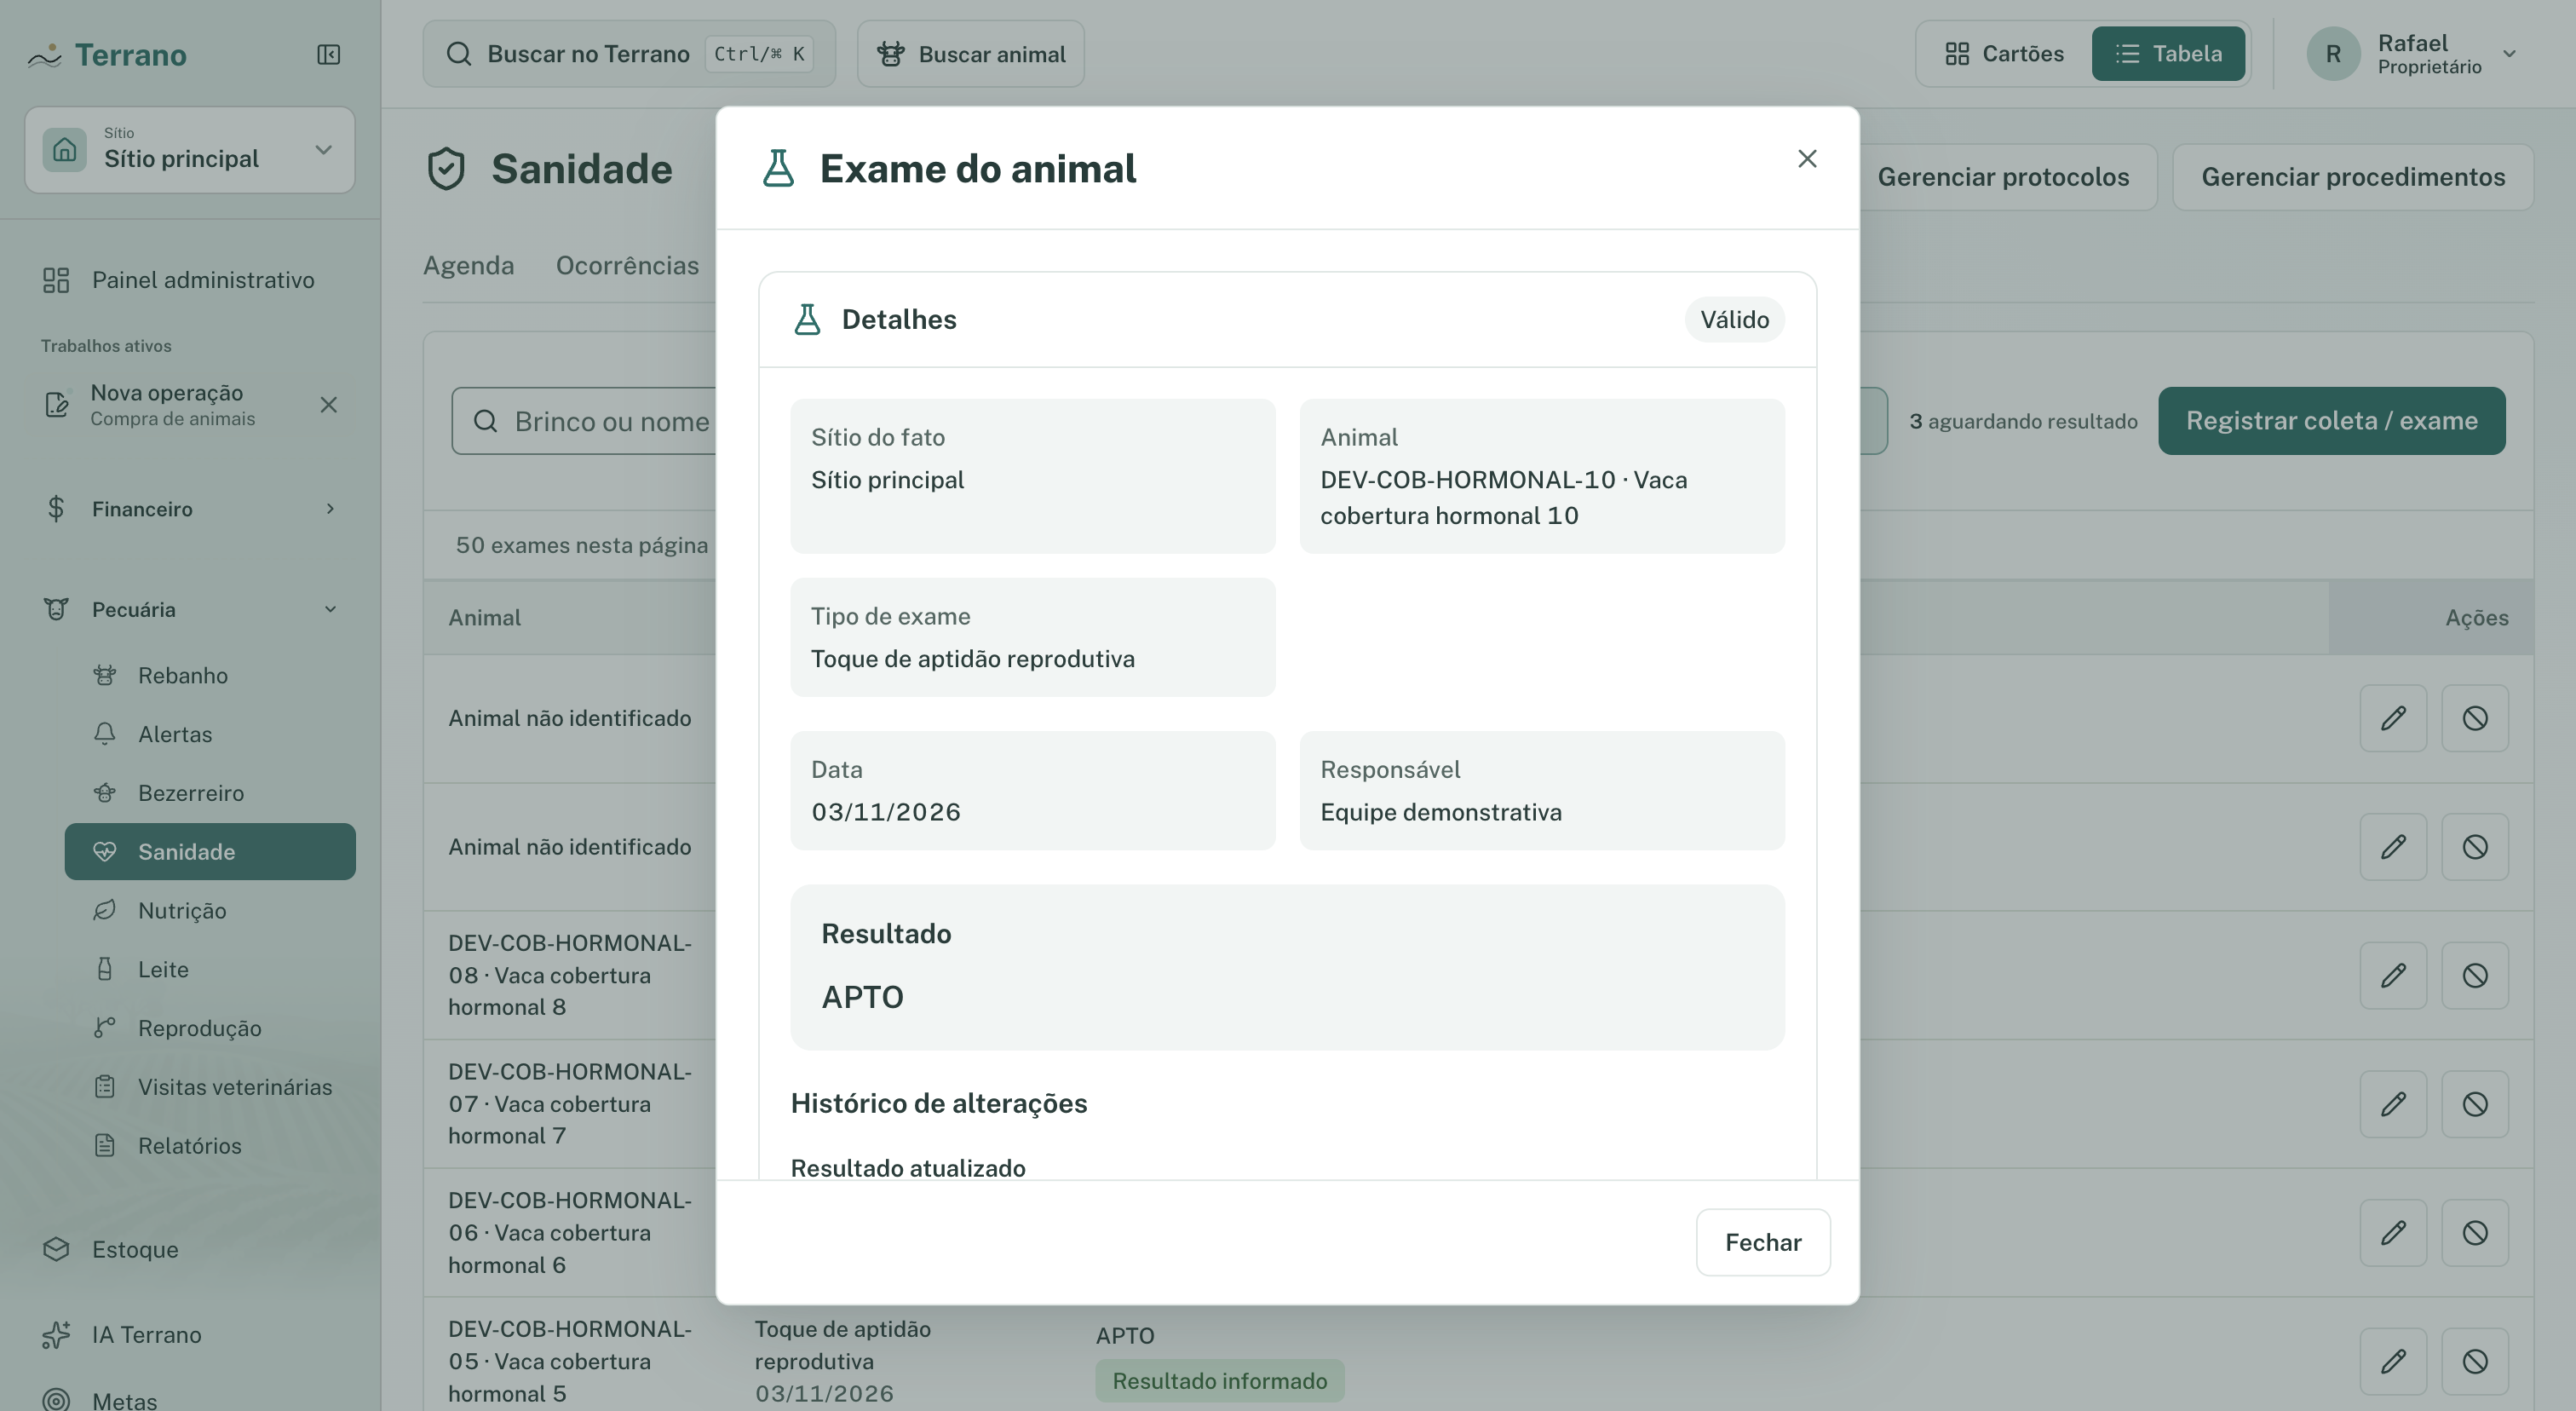 Terrano
Sítio
Sítio principal
Painel administrativo
Trabalhos ativos
Nova operação
Compra de animais
Financeiro
Pecuária
Rebanho
Alertas
Bezerreiro
Sanidade
Nutrição
Leite
Reprodução
Visitas veterinárias
Relatórios
Estoque
IA Terrano
Metas
Buscar no Terrano Ctrl/⌘ K
Buscar animal
Cartões
Tabela
R
Rafael
Proprietário
Sanidade
Gerenciar protocolos
Gerenciar procedimentos
Agenda
Ocorrências
Brinco ou nome
3 aguardando resultado
Registrar coleta / exame
50 exames nesta página
Animal
Ações
Animal não identificado
Animal não identificado
DEV-COB-HORMONAL-
08 · Vaca cobertura
hormonal 8
DEV-COB-HORMONAL-
07 · Vaca cobertura
hormonal 7
DEV-COB-HORMONAL-
06 · Vaca cobertura
hormonal 6
DEV-COB-HORMONAL-
05 · Vaca cobertura
hormonal 5
Toque de aptidão
reprodutiva
03/11/2026
APTO
Resultado informado
Exame do animal
Detalhes
Válido
Sítio do fato
Sítio principal
Animal
DEV-COB-HORMONAL-10 · Vaca
cobertura hormonal 10
Tipo de exame
Toque de aptidão reprodutiva
Data
03/11/2026
Responsável
Equipe demonstrativa
Resultado
APTO
Histórico de alterações
Resultado atualizado
Fechar